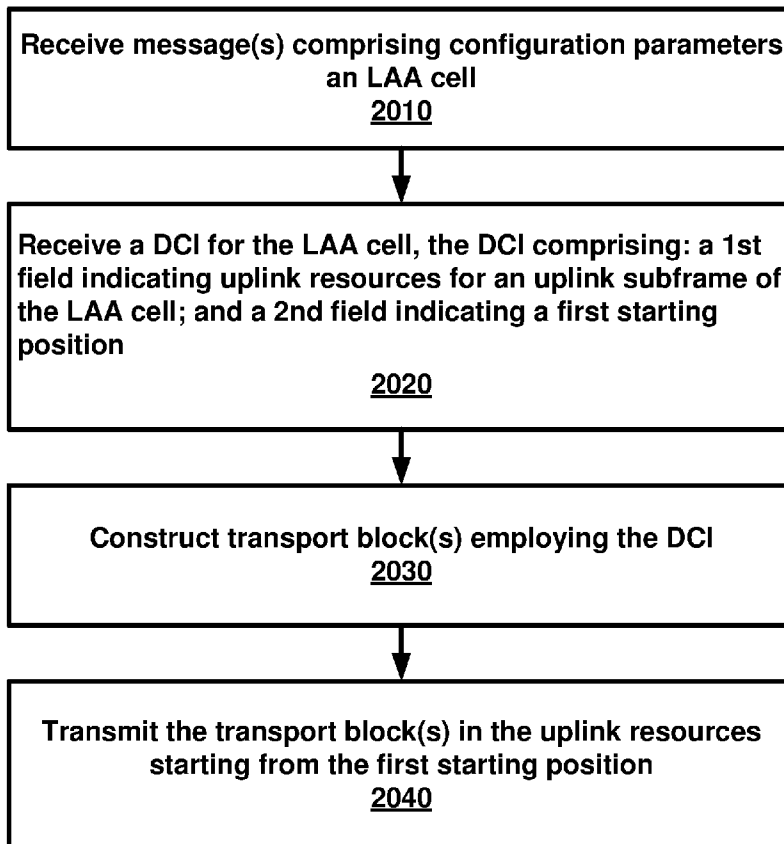 Receive message(s) comprising configuration parameters
an LAA cell
2010
Receive a DCI for the LAA cell, the DCI comprising: a 1st
field indicating uplink resources for an uplink subframe of
the LAA cell; and a 2nd field indicating a first starting
position
2020
Construct transport block(s) employing the DCI
2030
Transmit the transport block(s) in the uplink resources
starting from the first starting position
2040